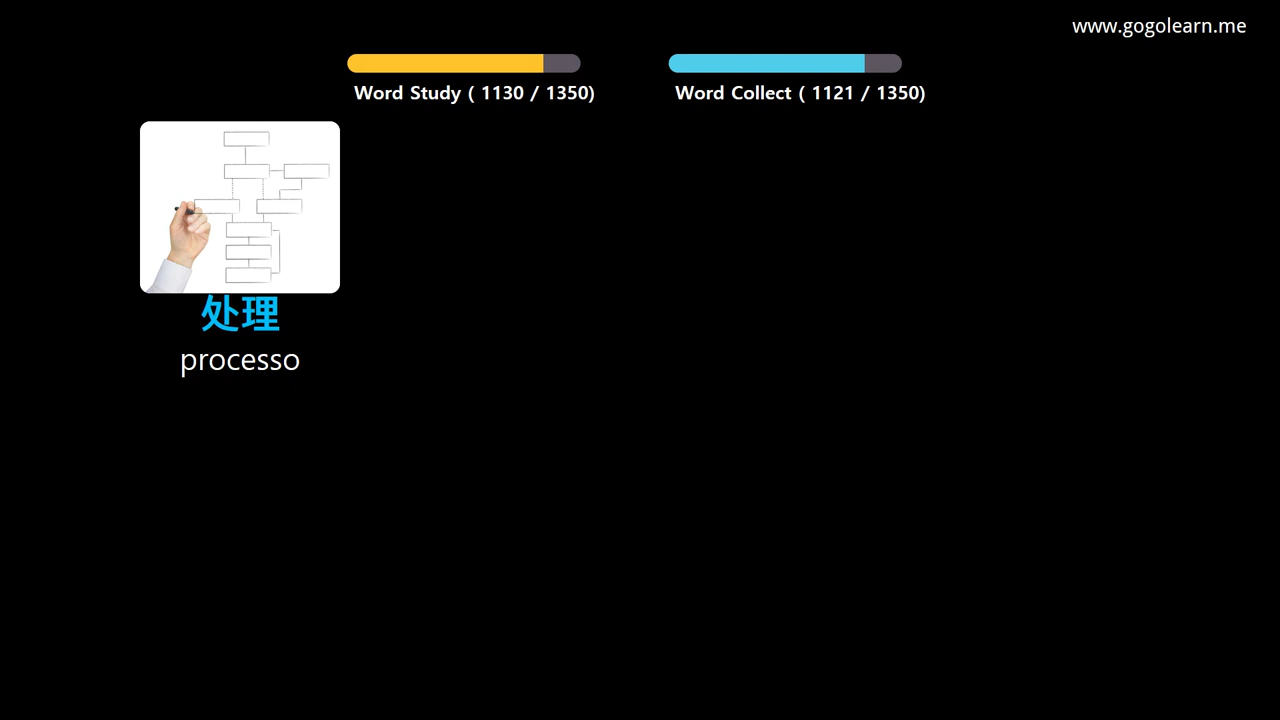 www.gogolearn.me
Word Study ( 1130 / 1350)
Word Collect ( 1121 / 1350)
处理
processo